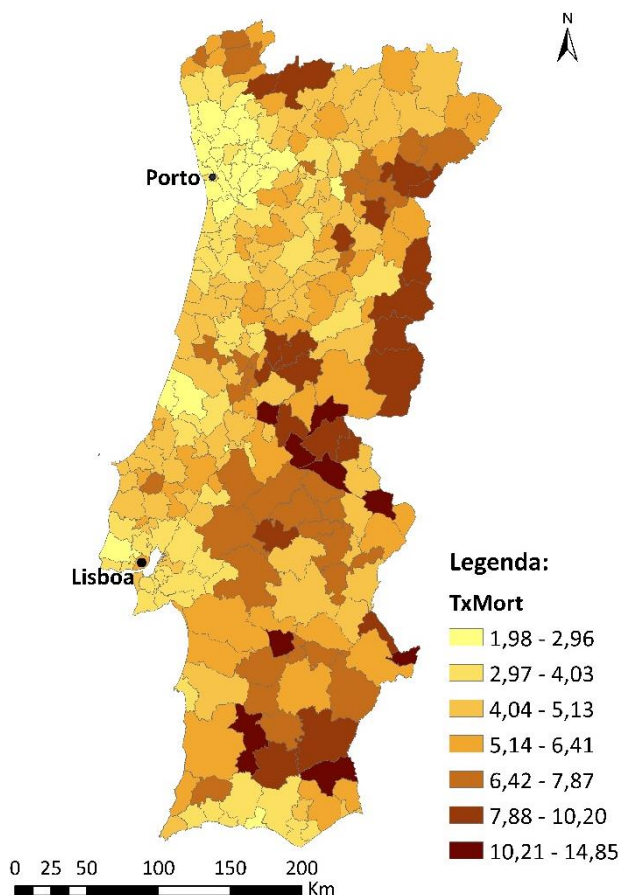 N
Porto
Lisboa
Legenda:
TxMort
1,98 - 2,96
2,97 - 4,03
4,04 - 5,13
5,14 - 6,41
6,42 - 7,87
7,88 - 10,20
10,21 - 14,85
0 25 50 100 150 200
Km